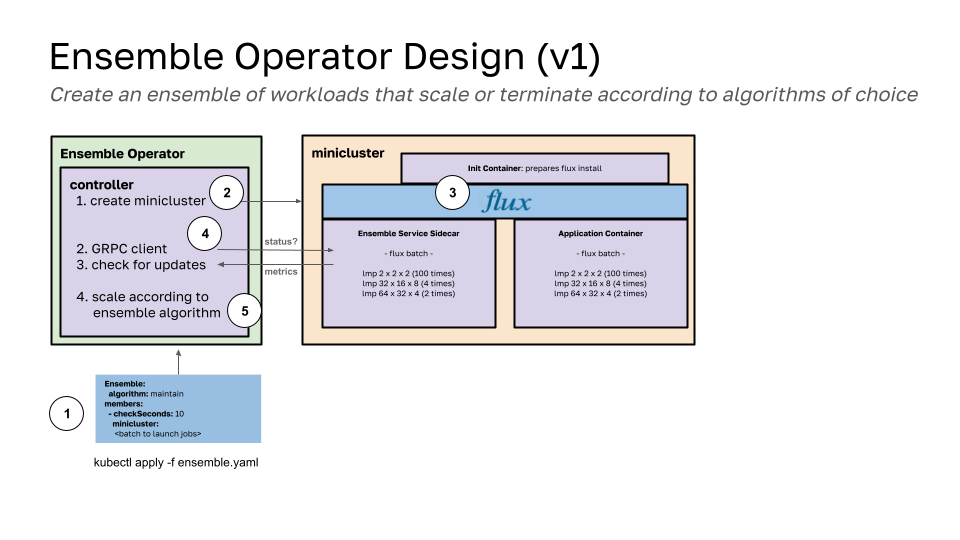 Ensemble Operator Design (v1)
Create an ensemble of workloads that scale or terminate according to algorithms of choice
Ensemble Operator
controller
1. create minicluster
2
4
2. GRPC client
3. check for updates
4. scale according to
ensemble algorithm
5
status?
metrics
minicluster
Init Container: prepares flux install
3
flux
Ensemble Service Sidecar
- flux batch -
lmp 2 x 2 x 2 (100 times)
lmp 32 x 16 x 8 (4 times)
lmp 64 x 32 x 4 (2 times)
Application Container
- flux batch -
lmp 2 x 2 x 2 (100 times)
lmp 32 x 16 x 8 (4 times)
lmp 64 x 32 x 4 (2 times)
1
Ensemble:
algorithm: maintain
members:
- checkSeconds: 10
minicluster:
<batch to launch jobs>
kubectl apply -f ensemble.yaml